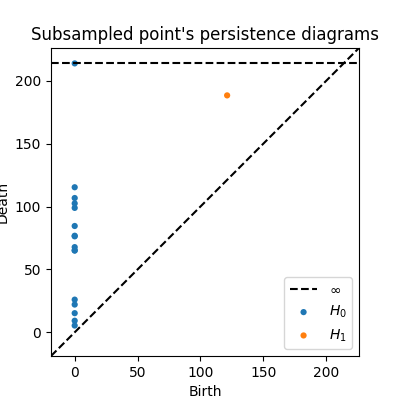 Subsampled point's persistence diagrams
200
150
100
50
0
Death
0 50 100 150 200
Birth
∞
H₀
H₁